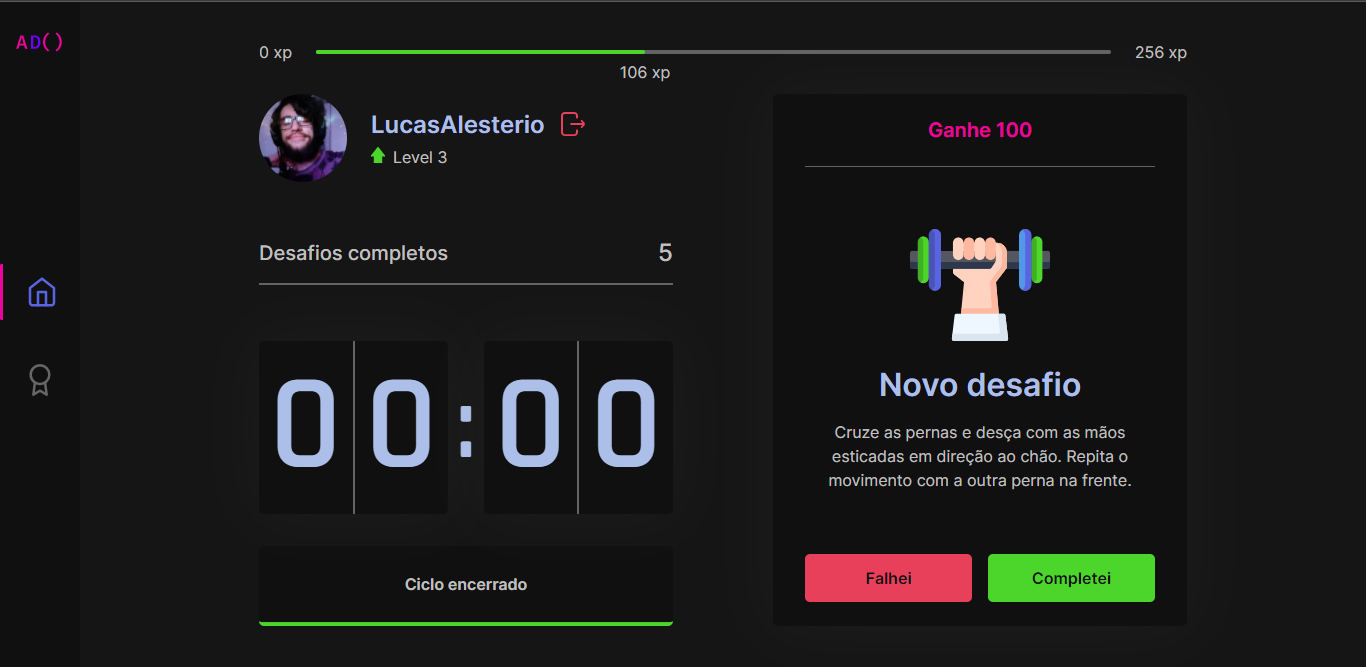 AD()
0 xp
106 xp
256 xp
LucasAlesterio
Level 3
Desafios completos 5
00:00
Ciclo encerrado
Ganhe 100
Novo desafio
Cruze as pernas e desça com as mãos
esticadas em direção ao chão. Repita o
movimento com a outra perna na frente.
Falhei
Completei